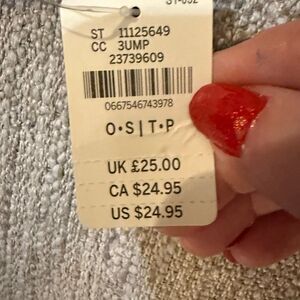 ST 11125649
CC 3UMP
23739609
0667546743978
O•S|T•P
UK £25.00
CA $24.95
US $24.95